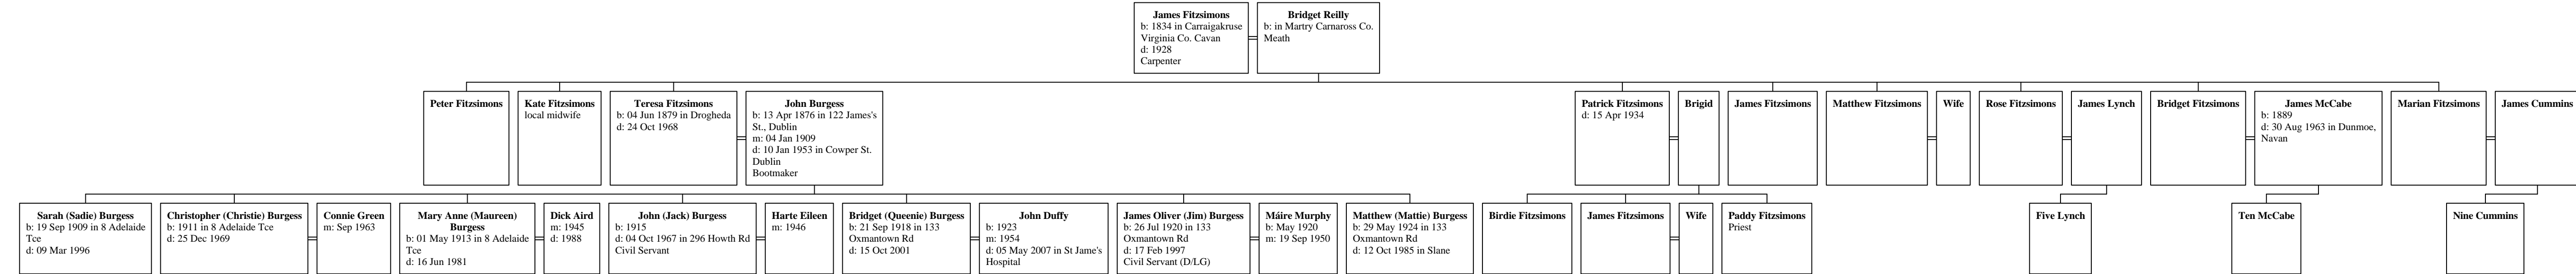 James Fitzsimons
b: 1834 in Carraigakruse
Virginia Co. Cavan
d: 1928
Carpenter
Bridget Reilly
b: in Martry Carnaross Co.
Meath
Peter Fitzsimons
Kate Fitzsimons
local midwife
Teresa Fitzsimons
b: 04 Jun 1879 in Drogheda
d: 24 Oct 1968
John Burgess
b: 13 Apr 1876 in 122 James's
St., Dublin
m: 04 Jan 1909
d: 10 Jan 1953 in Cowper St.
Dublin
Bootmaker
Patrick Fitzsimons
d: 15 Apr 1934
Brigid
James Fitzsimons
Matthew Fitzsimons
Wife
Rose Fitzsimons
James Lynch
Bridget Fitzsimons
James McCabe
b: 1889
d: 30 Aug 1963 in Dunmoe,
Navan
Marian Fitzsimons
James Cummins
Sarah (Sadie) Burgess
b: 19 Sep 1909 in 8 Adelaide
Tce
d: 09 Mar 1996
Christopher (Christie) Burgess
b: 1911 in 8 Adelaide Tce
d: 25 Dec 1969
Connie Green
m: Sep 1963
Mary Anne (Maureen)
Burgess
b: 01 May 1913 in 8 Adelaide
Tce
d: 16 Jun 1981
Dick Aird
m: 1945
d: 1988
John (Jack) Burgess
b: 1915
d: 04 Oct 1967 in 296 Howth Rd
Civil Servant
Harte Eileen
m: 1946
Bridget (Queenie) Burgess
b: 21 Sep 1918 in 133
Oxmantown Rd
d: 15 Oct 2001
John Duffy
b: 1923
m: 1954
d: 05 May 2007 in St Jame's
Hospital
James Oliver (Jim) Burgess
b: 26 Jul 1920 in 133
Oxmantown Rd
d: 17 Feb 1997
Civil Servant (D/LG)
Máire Murphy
b: May 1920
m: 19 Sep 1950
Matthew (Mattie) Burgess
b: 29 May 1924 in 133
Oxmantown Rd
d: 12 Oct 1985 in Slane
Birdie Fitzsimons
James Fitzsimons
Wife
Paddy Fitzsimons
Priest
Five Lynch
Ten McCabe
Nine Cummins